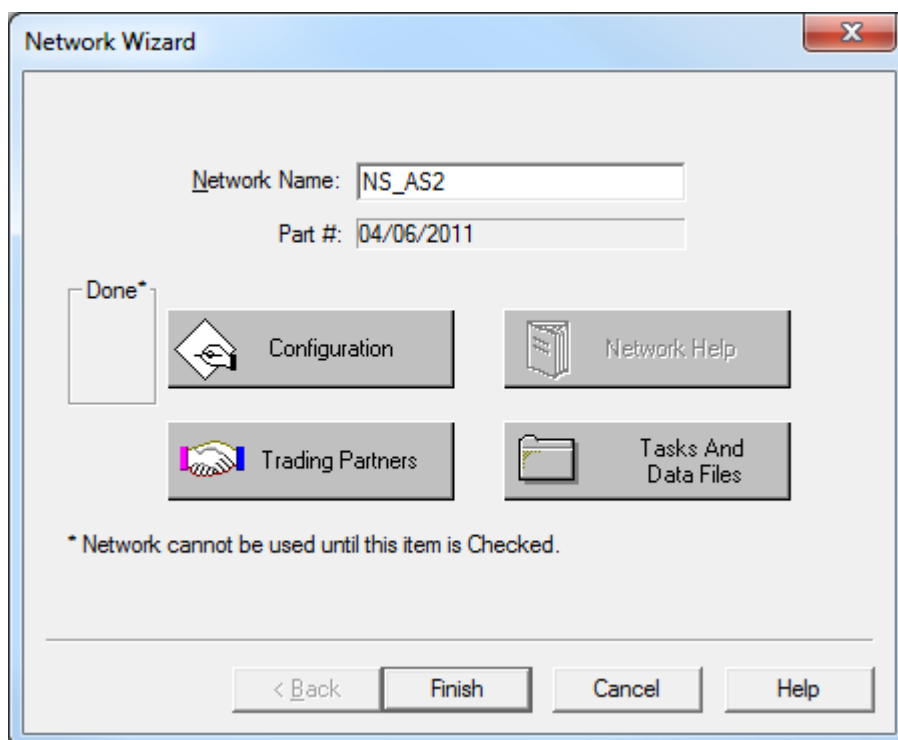 Network Wizard
Network Name: NS_AS2
Part #: 04/06/2011
Done*
Configuration
Network Help
Trading Partners
Tasks And
Data Files
* Network cannot be used until this item is Checked.
< Back Finish Cancel Help